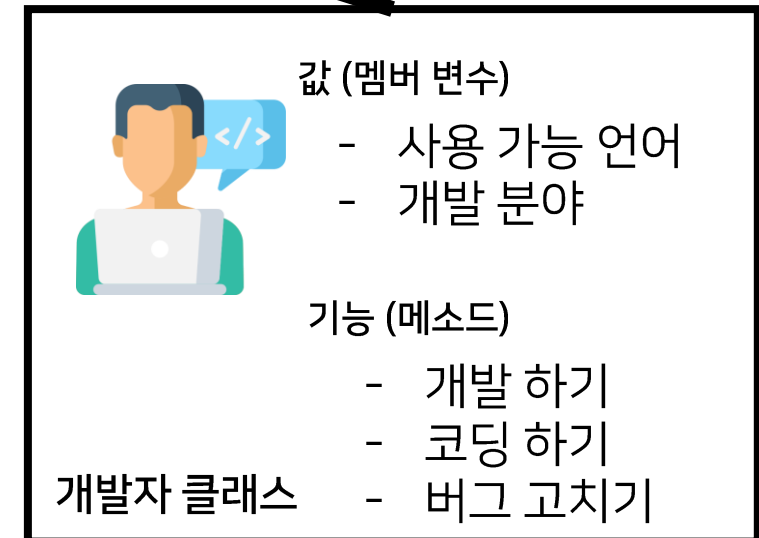 값 (멤버 변수)
</>
- 사용 가능 언어
- 개발 분야
기능 (메소드)
- 개발 하기
- 코딩 하기
- 버그 고치기
개발자 클래스